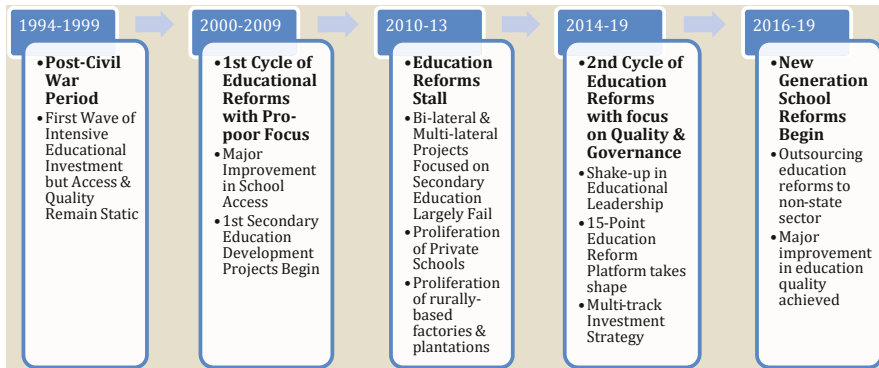 1994-1999
•Post-Civil
War
Period
•First Wave of
Intensive
Educational
Investment
but Access &
Quality
Remain Static
2000-2009
•1st Cycle of
Educational
Reforms
with Pro-
poor Focus
•Major
Improvement
in School
Access
•1st Secondary
Education
Development
Projects Begin
2010-13
•Education
Reforms
Stall
•Bi-lateral &
Multi-lateral
Projects
Focused on
Secondary
Education
Largely Fail
•Proliferation
of Private
Schools
•Proliferation
of rurally-
based
factories &
plantations
2014-19
•2nd Cycle of
Education
Reforms
with focus
on Quality &
Governance
•Shake-up in
Educational
Leadership
•15-Point
Education
Reform
Platform takes
shape
•Multi-track
Investment
Strategy
2016-19
•New
Generation
School
Reforms
Begin
•Outsourcing
education
reforms to
non-state
sector
•Major
improvement
in education
quality
achieved